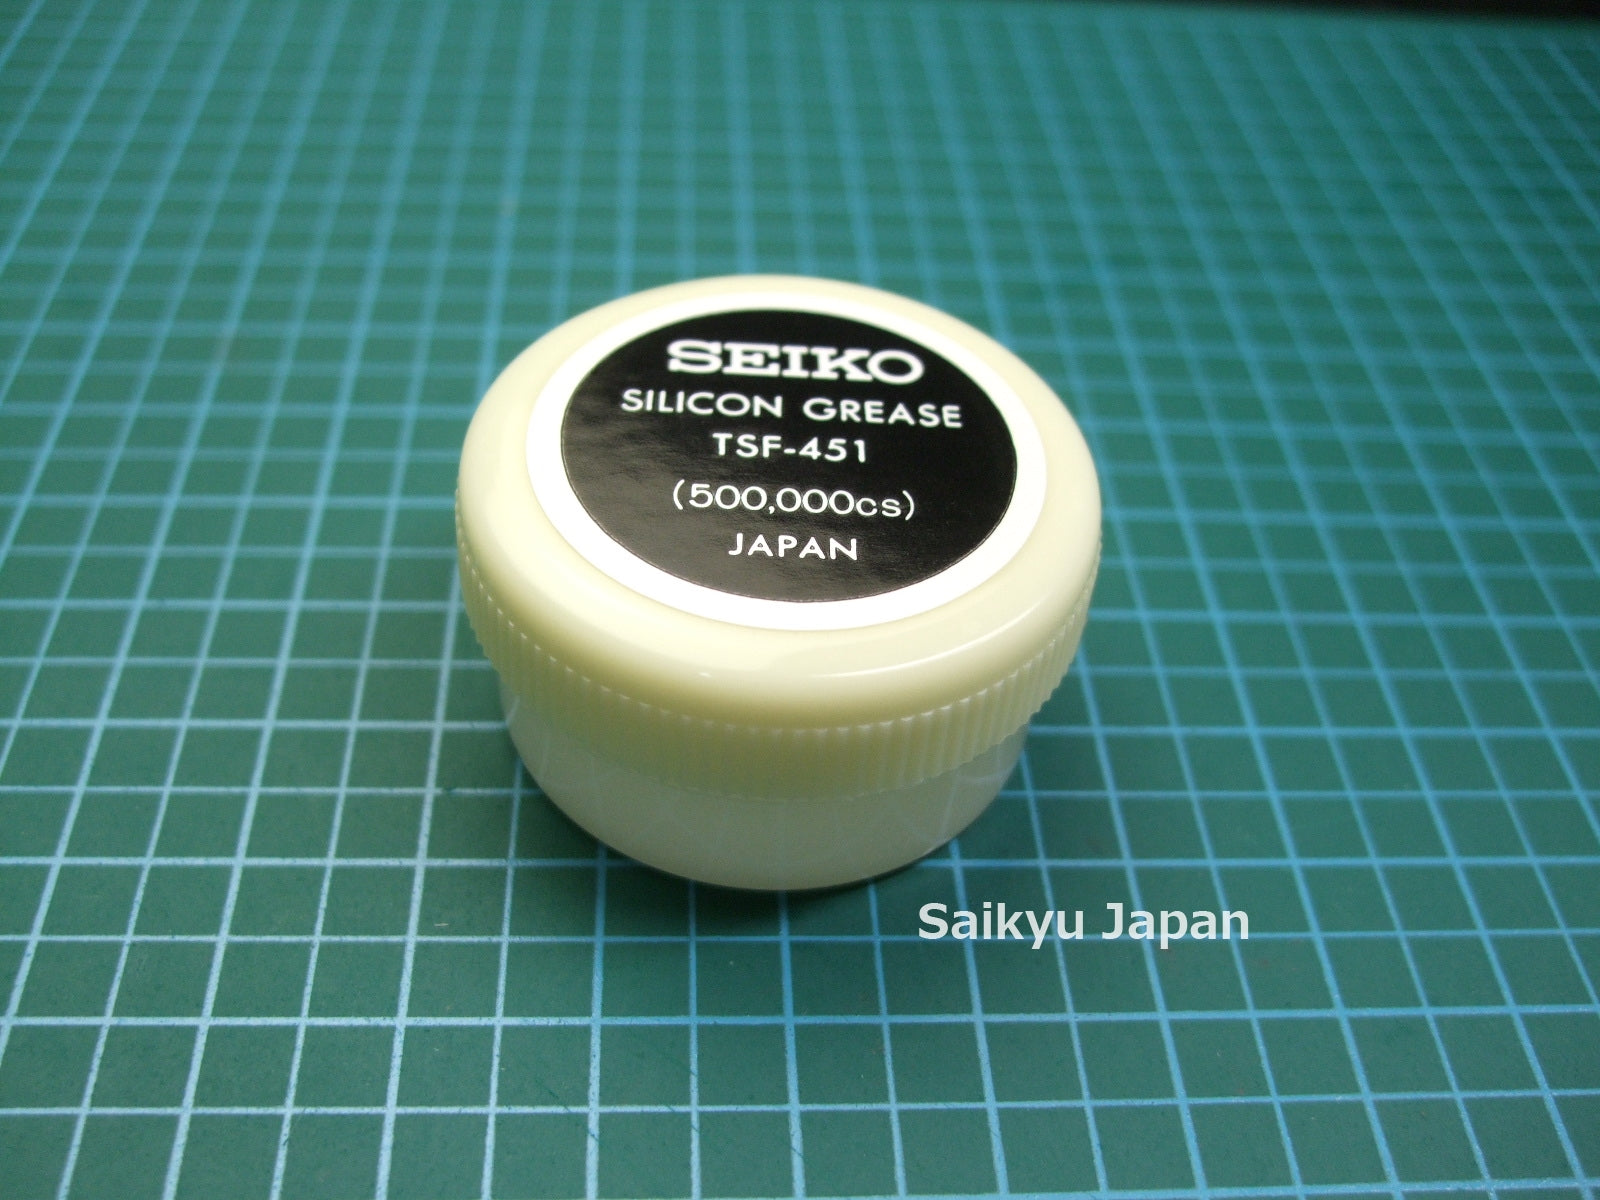 SEIKO
SILICON GREASE
TSF-451
(500,000cs)
JAPAN
Saikyu Japan